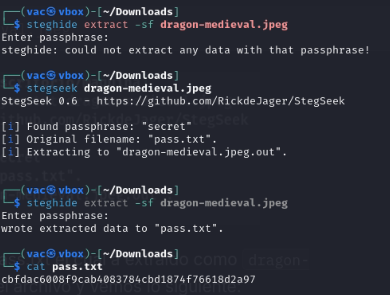 (vac㉿vbox)-[~/Downloads]
$ steghide extract -sf dragon-medieval.jpeg
Enter passphrase:
steghide: could not extract any data with that passphrase!
(vac㉿vbox)-[~/Downloads]
$ stegseek dragon-medieval.jpeg
StegSeek 0.6 - https://github.com/RickdeJager/StegSeek
[i] Found passphrase: "secret"
[i] Original filename: "pass.txt".
[i] Extracting to "dragon-medieval.jpeg.out".
(vac㉿vbox)-[~/Downloads]
$ steghide extract -sf dragon-medieval.jpeg
Enter passphrase:
wrote extracted data to "pass.txt".
(vac㉿vbox)-[~/Downloads]
$ cat pass.txt
cbfdac6008f9cab4083784cbd1874f76618d2a97